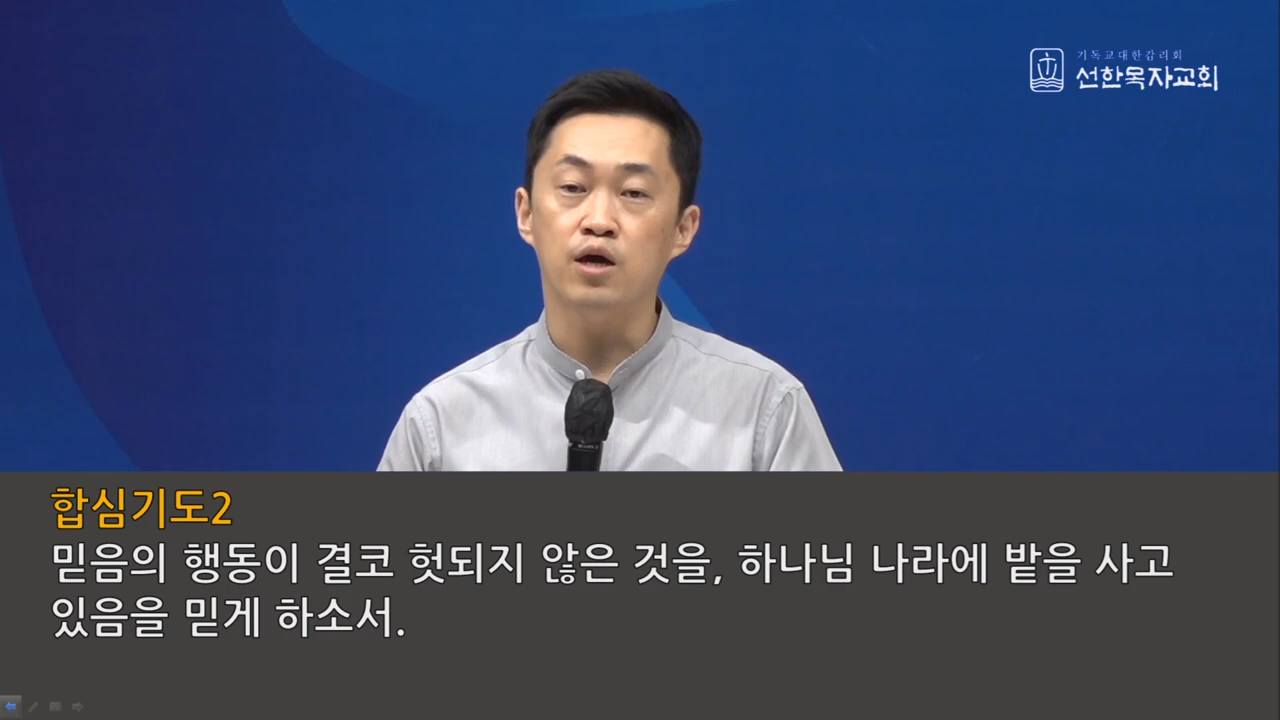 기독교대한감리회
선한목자교회
합심기도2
믿음의 행동이 결코 헛되지 않은 것을, 하나님 나라에 밭을 사고
있음을 믿게 하소서.